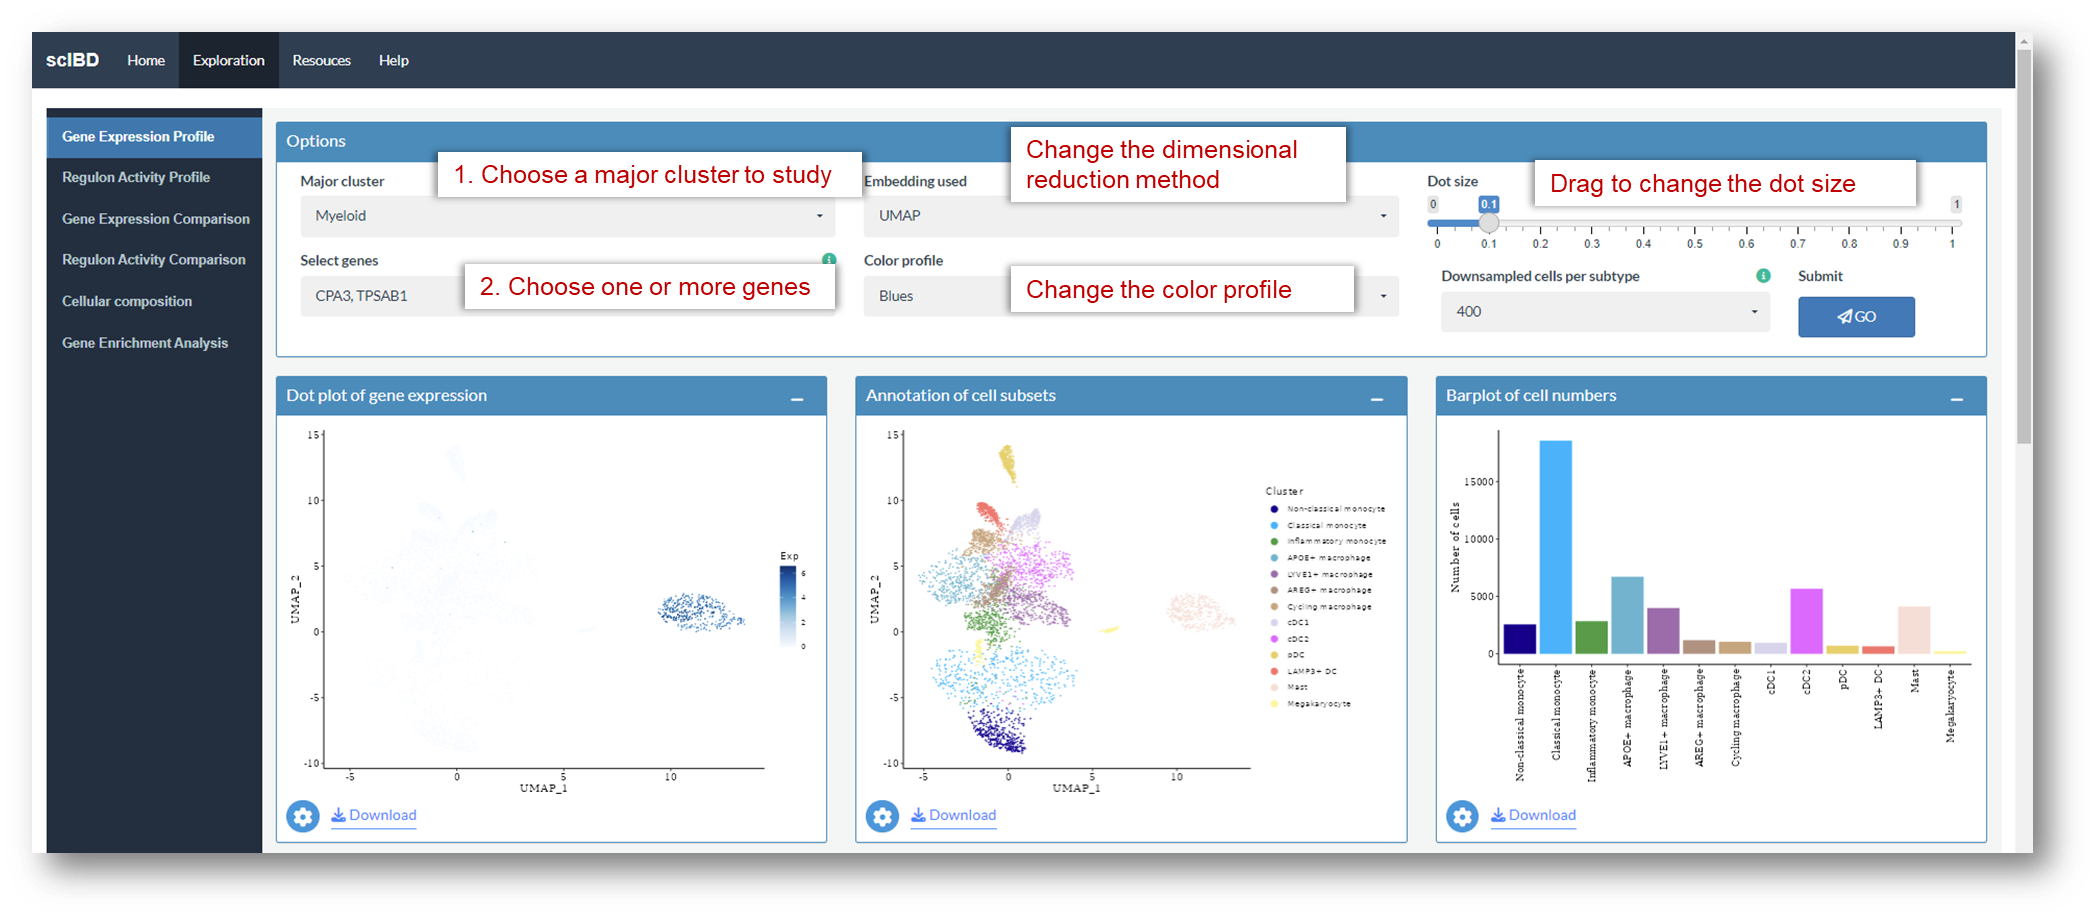 scIBD Home Exploration Resouces Help
Gene Expression Profile
Regulon Activity Profile
Gene Expression Comparison
Regulon Activity Comparison
Cellular composition
Gene Enrichment Analysis
Options
Major cluster
1. Choose a major cluster to study
Myeloid
Select genes
CPA3, TPSAB1
2. Choose one or more genes
Embedding used
Change the dimensional
reduction method
UMAP
Color profile
Blues
Change the color profile
Dot size
Drag to change the dot size
0 0.1 1
0 0.1 0.2 0.3 0.4 0.5 0.6 0.7 0.8 0.9 1
Downsampled cells per subtype
400
Submit
GO
Dot plot of gene expression
15
10
5
0
-5
-10
UMAP_2
-5 0 5 10
UMAP_1
Exp
6
4
2
0
Download
Annotation of cell subsets
15
10
5
0
-5
-10
UMAP_2
-5 0 5 10
UMAP_1
Cluster
Non-classical monocyte
Classical monocyte
Inflammatory monocyte
APOE+ macrophage
LYVE1+ macrophage
AREG+ macrophage
Cycling macrophage
cDC1
cDC2
pDC
LAMP3+ DC
Mast
Megakaryocyte
Download
Barplot of cell numbers
Number of cells
15000
10000
5000
0
Non-classical monocyte
Classical monocyte
Inflammatory monocyte
APOE+ macrophage
LYVE1+ macrophage
AREG+ macrophage
Cycling macrophage
cDC1
cDC2
pDC
LAMP3+ DC
Mast
Megakaryocyte
Download